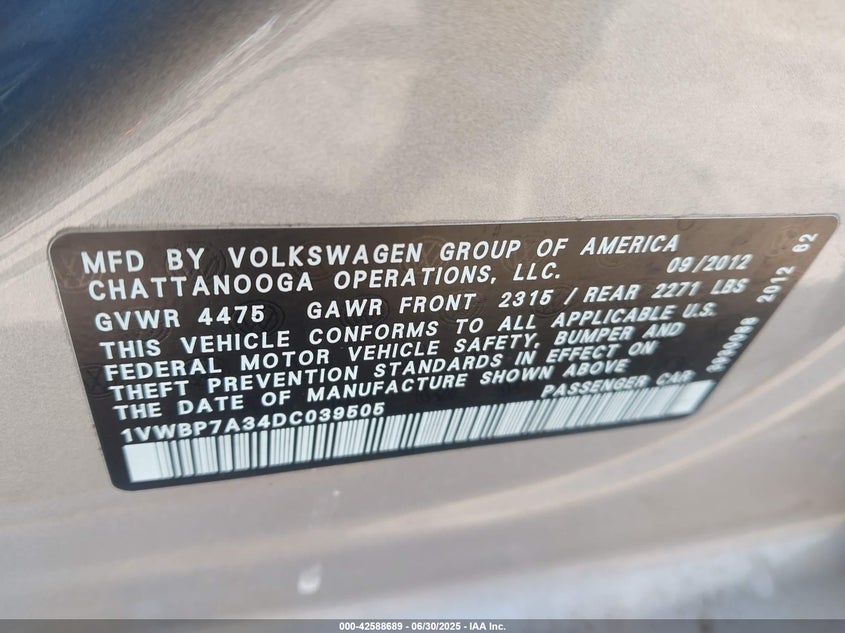 MFD BY VOLKSWAGEN GROUP OF AMERICA
CHATTANOOGA OPERATIONS, LLC. 09/2012
GVWR 4475 GAWR FRONT 2315 / REAR 2271 LBS
THIS VEHICLE CONFORMS TO ALL APPLICABLE U.S.
FEDERAL MOTOR VEHICLE SAFETY, BUMPER AND
THEFT PREVENTION STANDARDS IN EFFECT ON
THE DATE OF MANUFACTURE SHOWN ABOVE
1VWBP7A34DC039505 PASSENGER CAR
2012 62
000-42588689 - 06/30/2025 - IAA Inc.